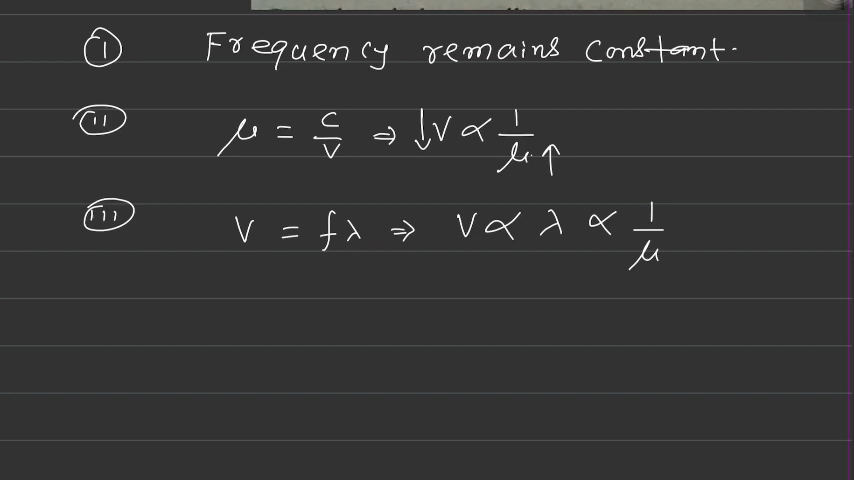 (i) Frequency remains constant.
(ii) μ = c/v ⇒ ↓v ∝ 1/μ ↑
(iii) v = fλ ⇒ v ∝ λ ∝ 1/μ